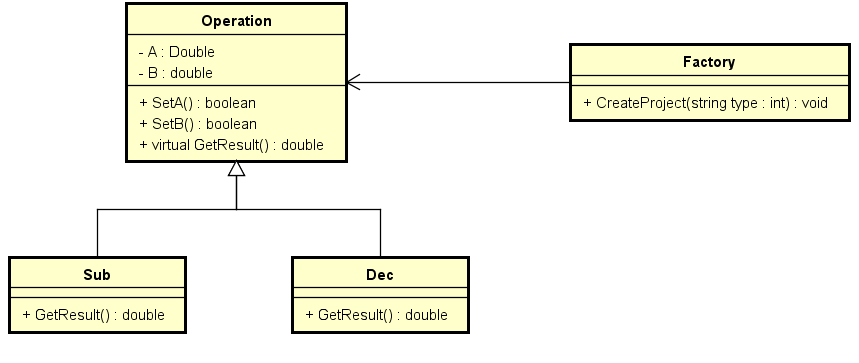 Operation
- A : Double
- B : double
+ SetA() : boolean
+ SetB() : boolean
+ virtual GetResult() : double
Factory
+ CreateProject(string type : int) : void
Sub
+ GetResult() : double
Dec
+ GetResult() : double